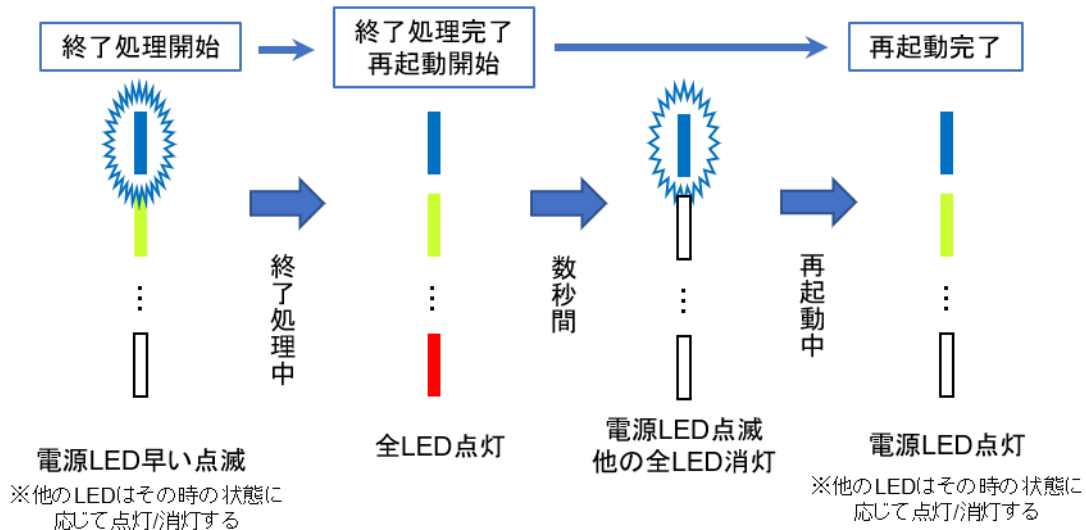 終了処理開始
終了処理完了
再起動開始
再起動完了
終了処理中
数秒間
再起動中
⋮
⋮
⋮
⋮
電源LED早い点滅
※他のLEDはその時の状態に
応じて点灯/消灯する
全LED点灯
電源LED点滅
他の全LED消灯
電源LED点灯
※他のLEDはその時の状態に
応じて点灯/消灯する